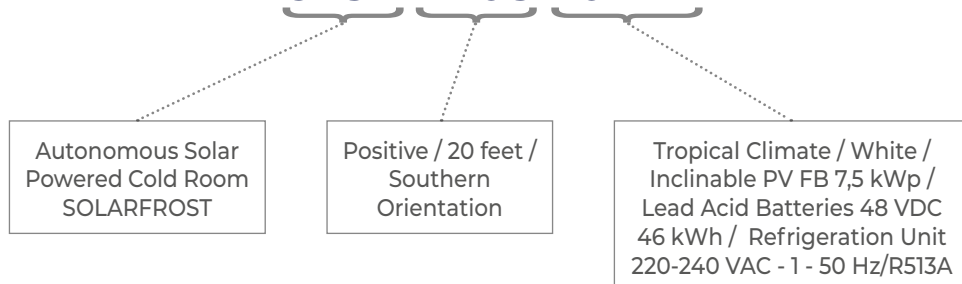 Autonomous Solar
Powered Cold Room
SOLARFROST
Positive / 20 feet /
Southern
Orientation
Tropical Climate / White /
Inclinable PV FB 7,5 kWp /
Lead Acid Batteries 48 VDC
46 kWh / Refrigeration Unit
220-240 VAC - 1 - 50 Hz/R513A